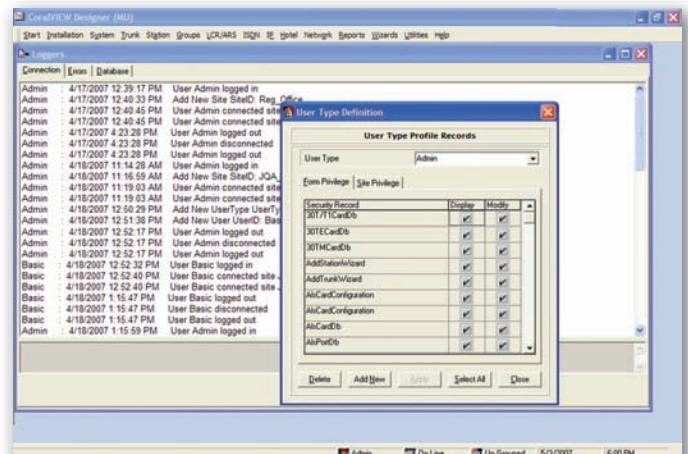 CoralVIEW Designer (MU)
Start Installation System Trunk Station Groups LCR/ARS ISDN IP Hotel Network Reports Wizards Utilities Help
Loggers
Connection Errors Database
Admin : 4/17/2007 12:39:17 PM User Admin logged in
Admin : 4/17/2007 12:40:33 PM Add New Site SiteID: Reg_Office
Admin : 4/17/2007 12:40:45 PM User Admin connected site
Admin : 4/17/2007 12:40:45 PM User Admin connected site
Admin : 4/17/2007 4:23:28 PM User Admin logged out
Admin : 4/17/2007 4:23:28 PM User Admin disconnected
Admin : 4/17/2007 4:23:28 PM User Admin logged out
Admin : 4/18/2007 11:14:28 AM User Admin logged in
Admin : 4/18/2007 11:16:59 AM Add New Site SiteID: JQA_
Admin : 4/18/2007 11:19:03 AM User Admin connected site
Admin : 4/18/2007 11:19:03 AM User Admin connected site
Admin : 4/18/2007 12:50:29 PM Add New UserType UserTy
Admin : 4/18/2007 12:51:38 PM Add New User UserID: Bas
Admin : 4/18/2007 12:52:17 PM User Admin logged out
Admin : 4/18/2007 12:52:17 PM User Admin disconnected
Admin : 4/18/2007 12:52:17 PM User Admin logged out
Basic : 4/18/2007 12:52:32 PM User Basic logged in
Basic : 4/18/2007 12:52:40 PM User Basic connected site
Basic : 4/18/2007 12:52:40 PM User Basic connected site
Basic : 4/18/2007 1:15:47 PM User Basic logged out
Basic : 4/18/2007 1:15:47 PM User Basic disconnected
Basic : 4/18/2007 1:15:47 PM User Basic logged out
Admin : 4/18/2007 1:15:59 PM User Admin logged in
User Type Definition
User Type Profile Records
User Type Admin
Form Privilege Site Privilege
Security Record Display Modify
30T/T1CardDb
30TECardDb
30TMCardDb
AddStationWizard
AddTrunkWizard
AlsCardConfiguration
AlsCardConfiguration
AlsCardDb
AlsPortDb
Delete Add New Apply Select All Close
Admin On Line Un Grouped 5/3/2007 6:00 PM